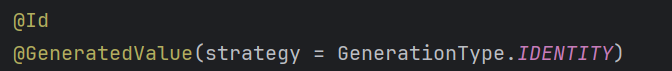 @Id
@GeneratedValue(strategy = GenerationType.IDENTITY)